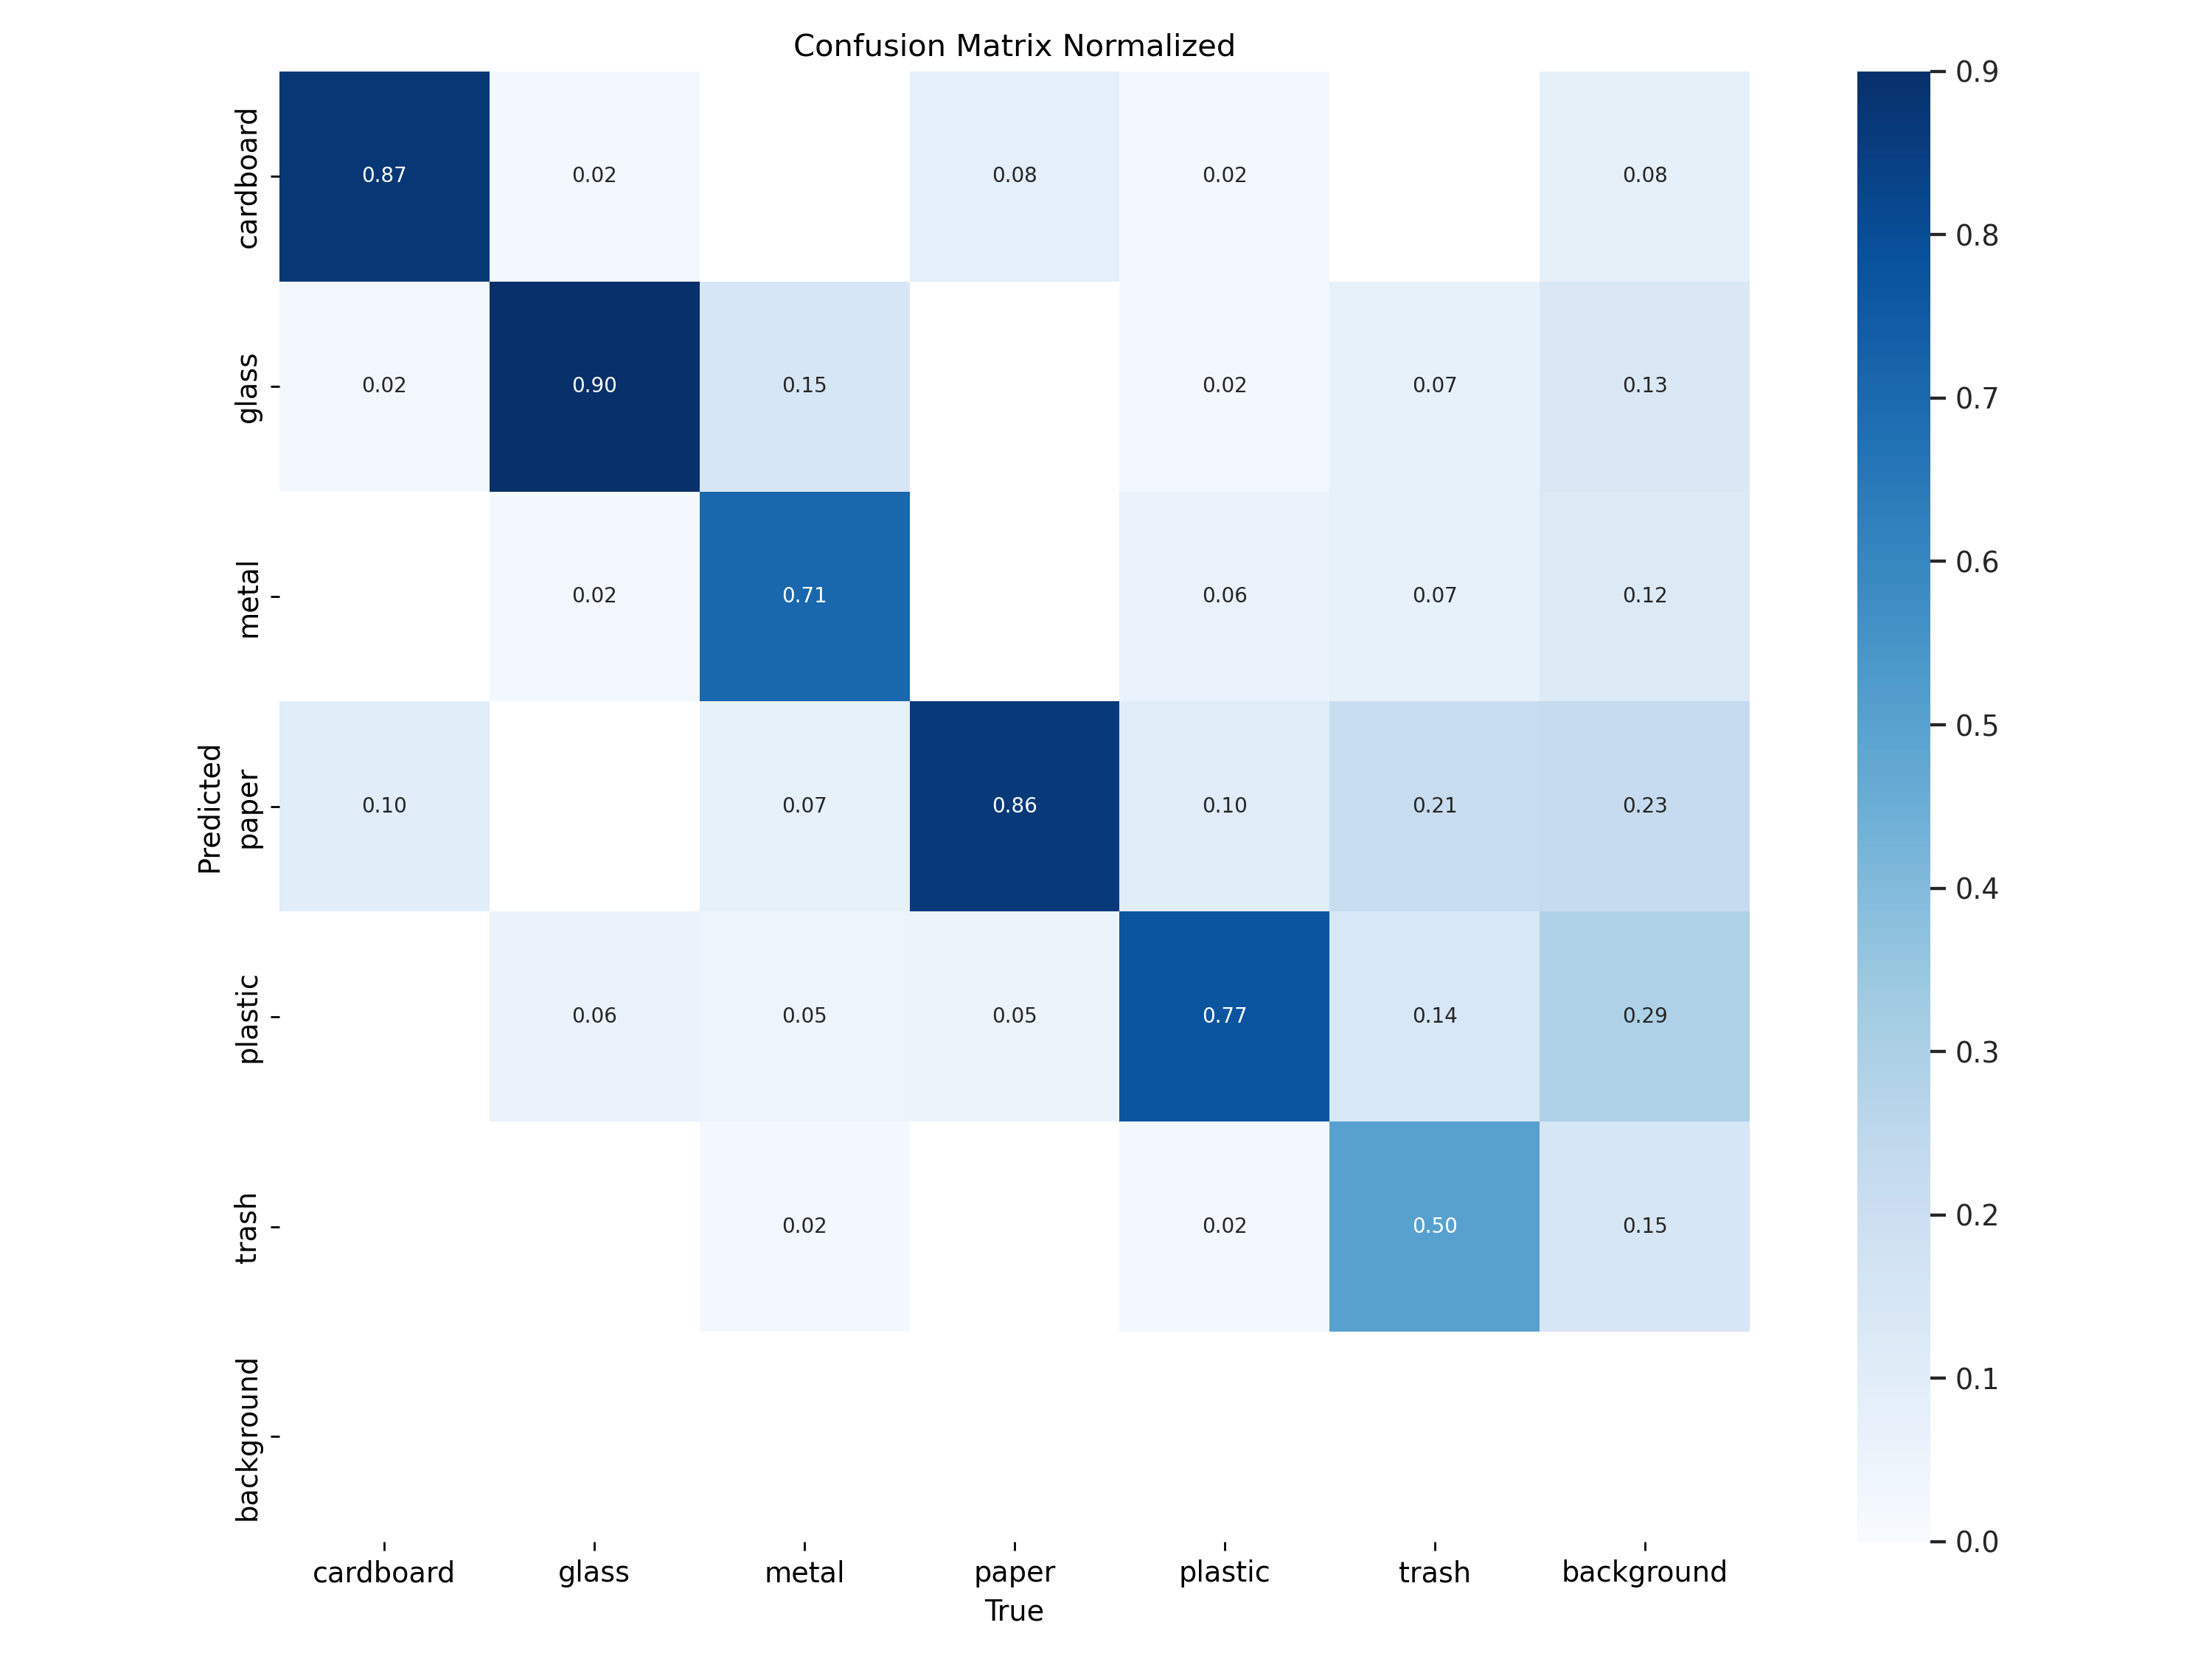 Confusion Matrix Normalized
cardboard 0.87 0.02 0.08 0.02 0.08
glass 0.02 0.90 0.15 0.02 0.07 0.13
metal 0.02 0.71 0.06 0.07 0.12
paper 0.10 0.07 0.86 0.10 0.21 0.23
plastic 0.06 0.05 0.05 0.77 0.14 0.29
trash 0.02 0.02 0.50 0.15
background
Predicted
cardboard glass metal paper plastic trash background
True
0.9
0.8
0.7
0.6
0.5
0.4
0.3
0.2
0.1
0.0